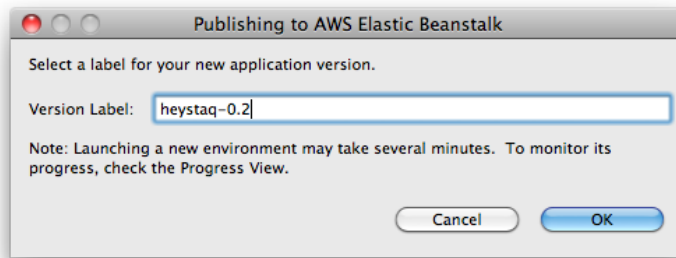 Publishing to AWS Elastic Beanstalk
Select a label for your new application version.
Version Label: heystaq-0.2
Note: Launching a new environment may take several minutes. To monitor its
progress, check the Progress View.
Cancel OK